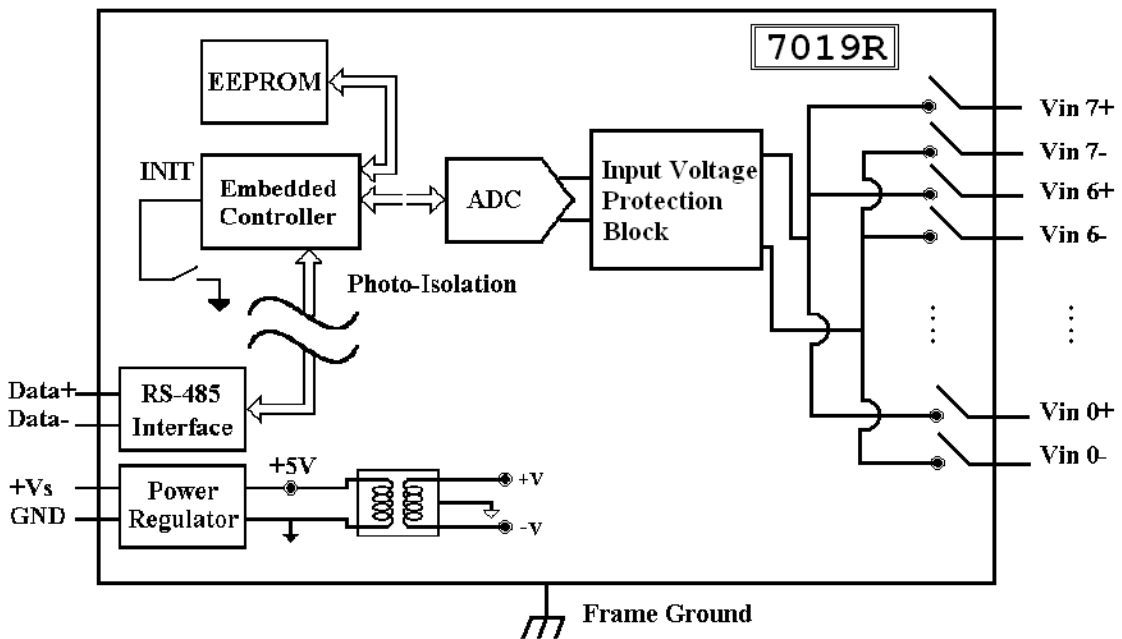 7019R
EEPROM
INIT
Embedded
Controller
ADC
Input Voltage
Protection
Block
Vin 7+
Vin 7-
Vin 6+
Vin 6-
Photo-Isolation
Data+
Data-
RS-485
Interface
Vin 0+
Vin 0-
+Vs
GND
Power
Regulator
+5V
+V
-V
Frame Ground